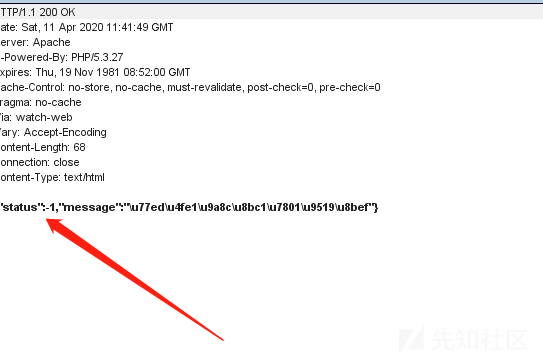 TTP/1.1 200 OK
ate: Sat, 11 Apr 2020 11:41:49 GMT
erver: Apache
-Powered-By: PHP/5.3.27
xpires: Thu, 19 Nov 1981 08:52:00 GMT
ache-Control: no-store, no-cache, must-revalidate, post-check=0, pre-check=0
ragma: no-cache
ia: watch-web
ary: Accept-Encoding
ontent-Length: 68
onnection: close
ontent-Type: text/html
"status":-1,"message":"\u77ed\u4fe1\u9a8c\u8bc1\u7801\u9519\u8bef"}
先知社区